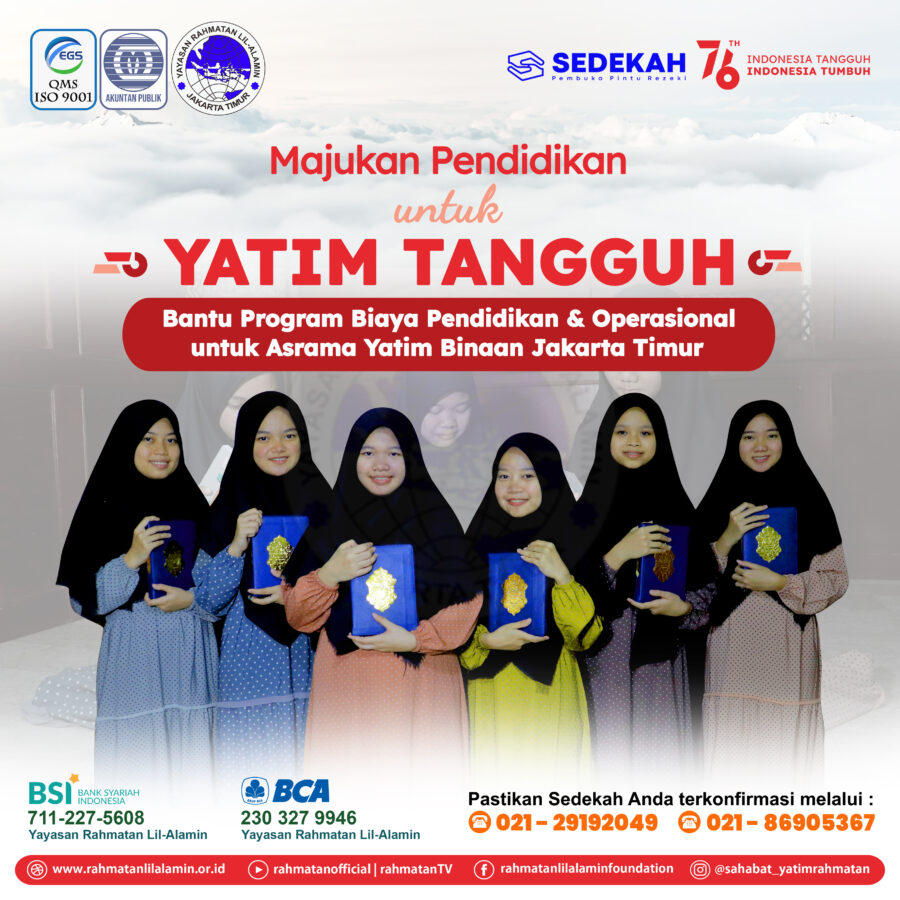 EGS
QMS
ISO 9001
AKUNTAN PUBLIK
YAYASAN RAHMATAN LIL-ALAMIN
JAKARTA TIMUR
SEDEKAH
Pembuka Pintu Rezeki
76TH
INDONESIA TANGGUH
INDONESIA TUMBUH
Majukan Pendidikan
untuk
YATIM TANGGUH
Bantu Program Biaya Pendidikan & Operasional
untuk Asrama Yatim Binaan Jakarta Timur
BSI BANK SYARIAH
INDONESIA
711-227-5608
Yayasan Rahmatan Lil-Alamin
BCA
230 327 9946
Yayasan Rahmatan Lil-Alamin
Pastikan Sedekah Anda terkonfirmasi melalui :
021 – 29192049
021 – 86905367
www.rahmatanlilalamin.or.id
rahmatanofficial | rahmatanTV
rahmatanlilalaminfoundation
@sahabat_yatimrahmatan